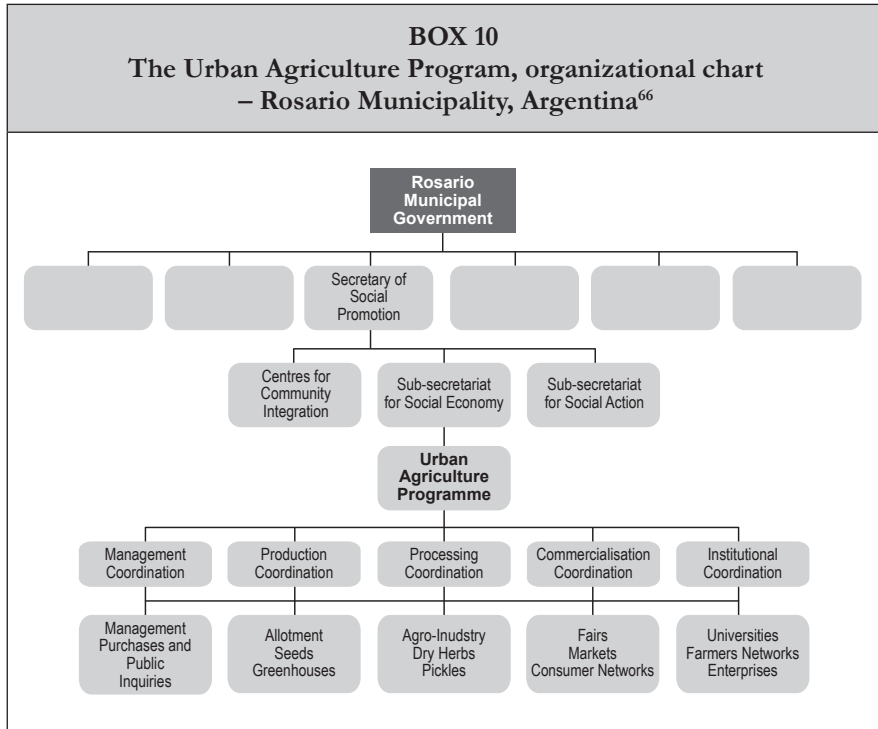 BOX 10
The Urban Agriculture Program, organizational chart
– Rosario Municipality, Argentina66
Rosario
Municipal
Government
Secretary of
Social
Promotion
Centres for
Community
Integration
Sub-secretariat
for Social Economy
Sub-secretariat
for Social Action
Urban
Agriculture
Programme
Management
Coordination
Production
Coordination
Processing
Coordination
Commercialisation
Coordination
Institutional
Coordination
Management
Purchases and
Public
Inquiries
Allotment
Seeds
Greenhouses
Agro-Inudstry
Dry Herbs
Pickles
Fairs
Markets
Consumer Networks
Universities
Farmers Networks
Enterprises